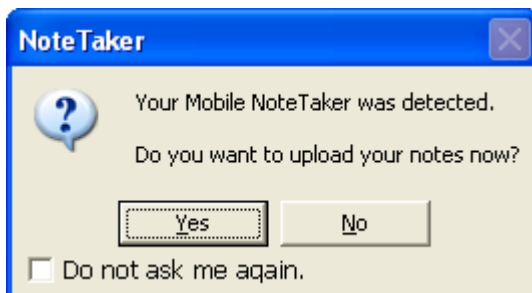 NoteTaker
Your Mobile NoteTaker was detected.
Do you want to upload your notes now?
Yes
No
Do not ask me again.